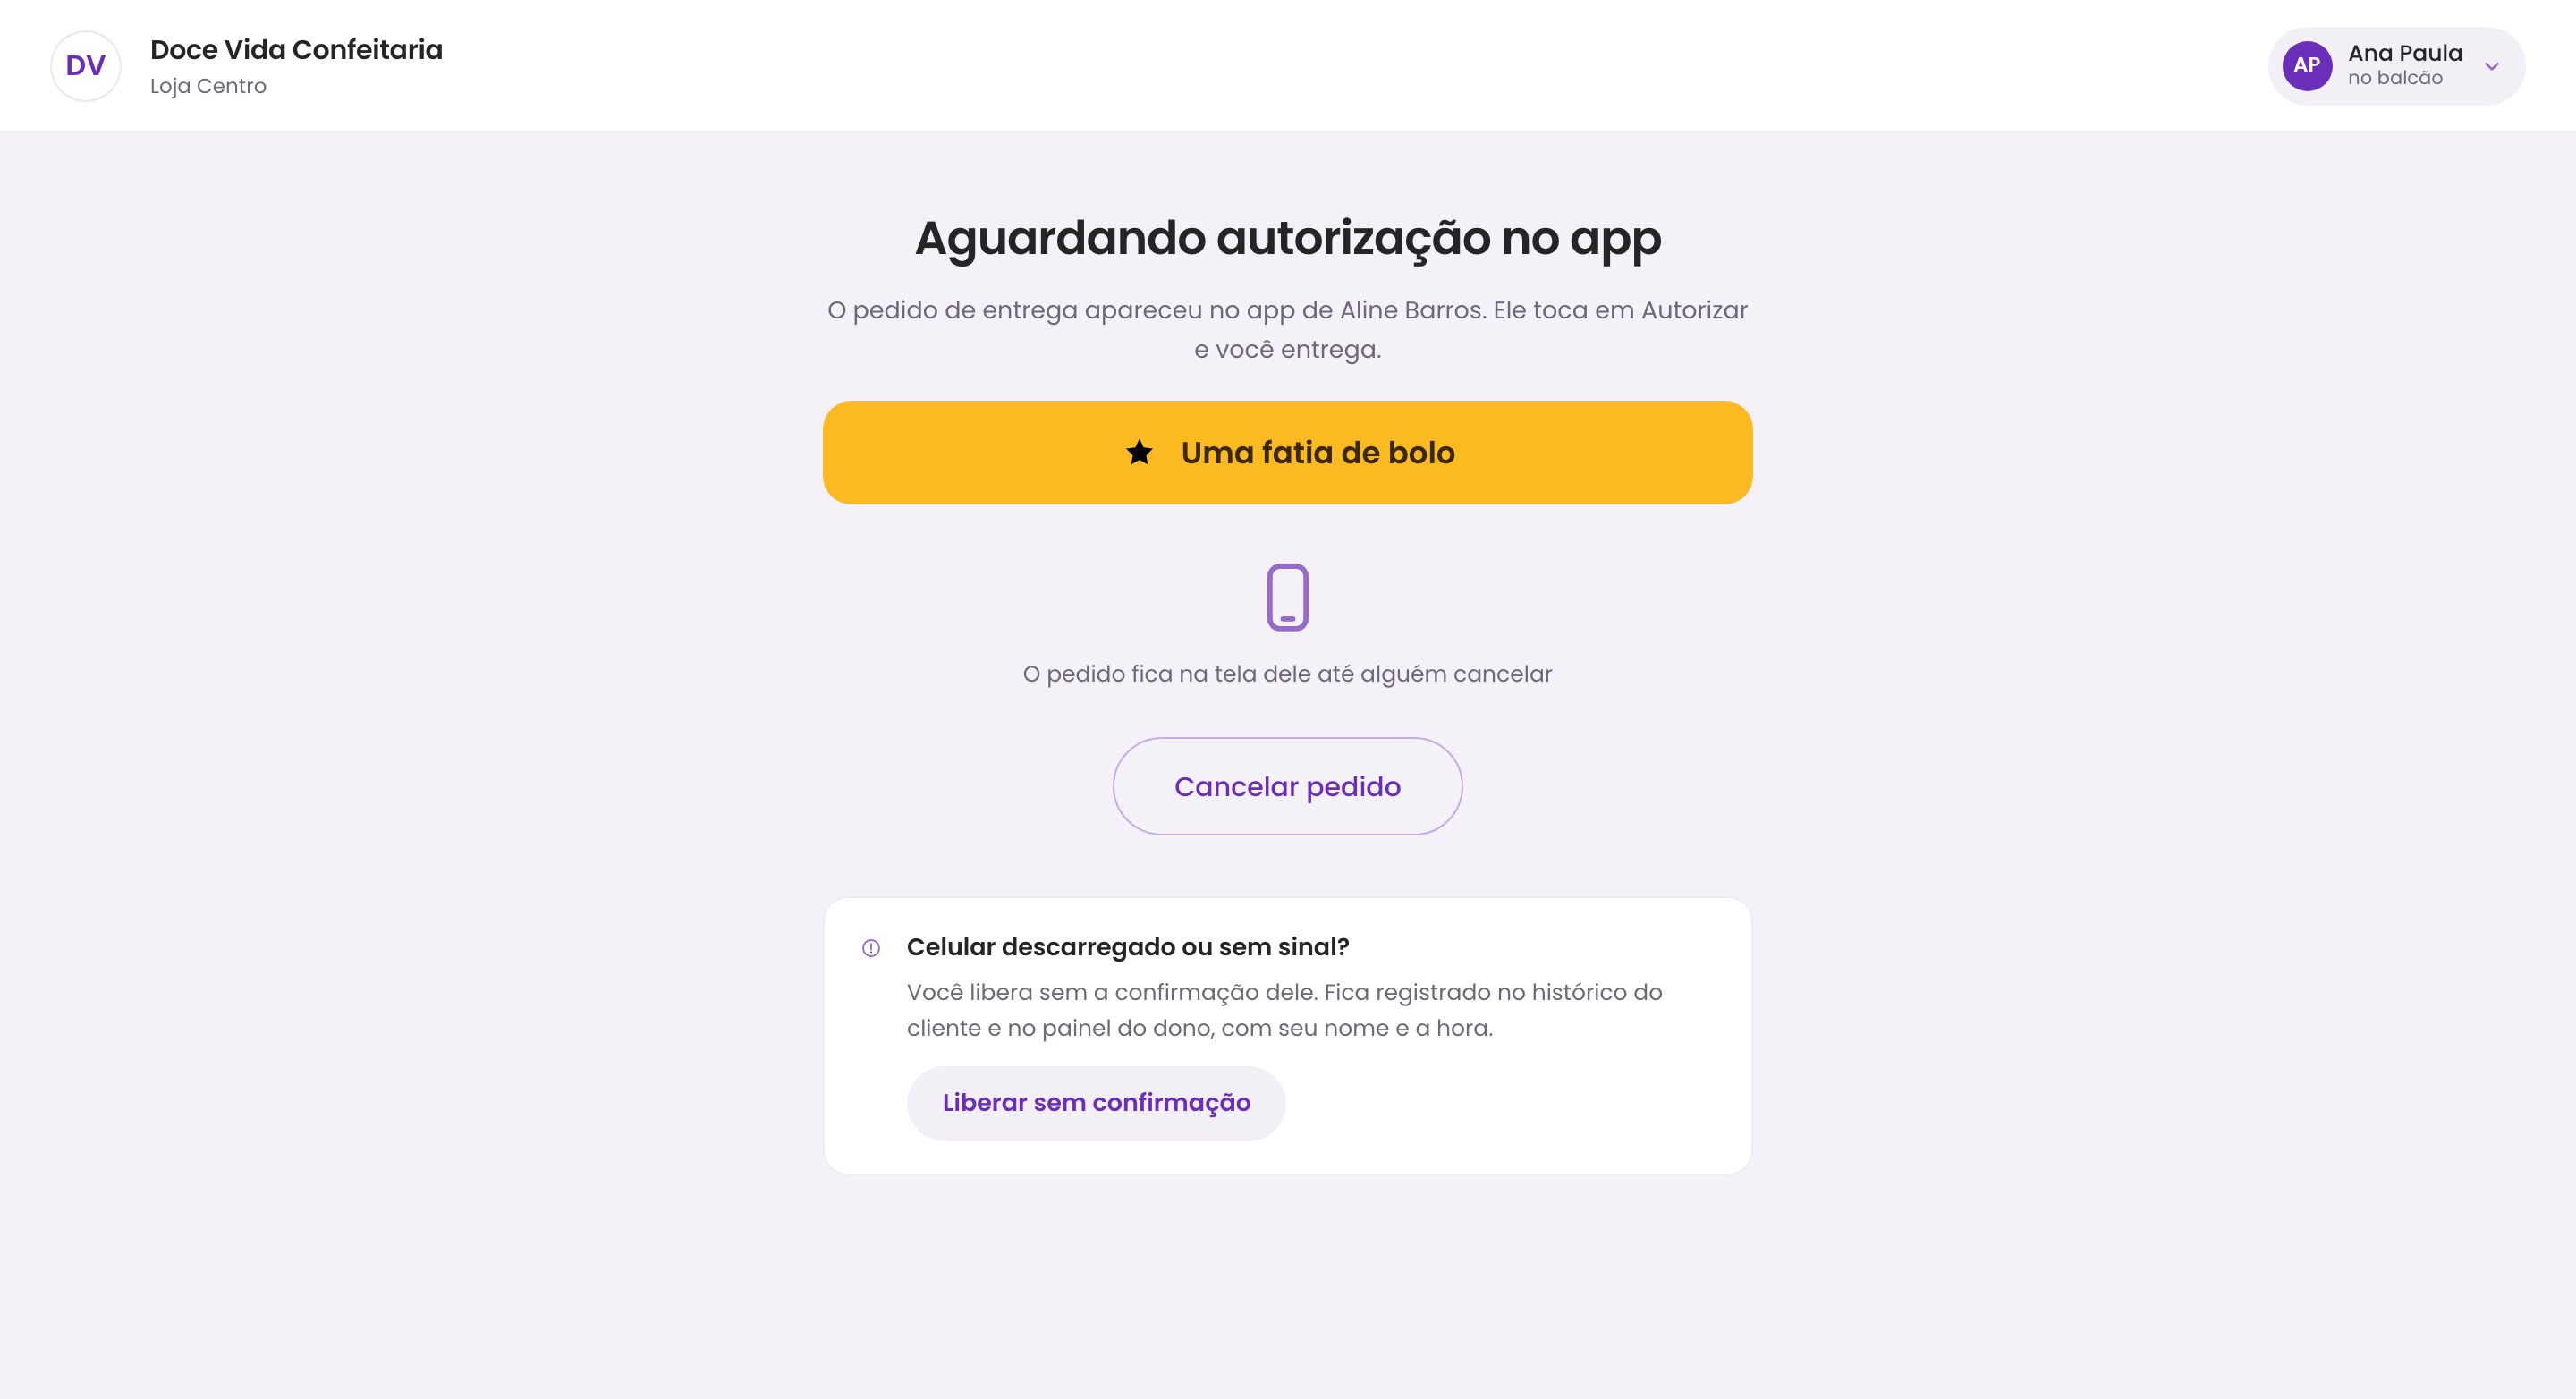 DV
Doce Vida Confeitaria
Loja Centro
AP
Ana Paula
no balcão
Aguardando autorização no app
O pedido de entrega apareceu no app de Aline Barros. Ele toca em Autorizar
e você entrega.
Uma fatia de bolo
O pedido fica na tela dele até alguém cancelar
Cancelar pedido
Celular descarregado ou sem sinal?
Você libera sem a confirmação dele. Fica registrado no histórico do
cliente e no painel do dono, com seu nome e a hora.
Liberar sem confirmação